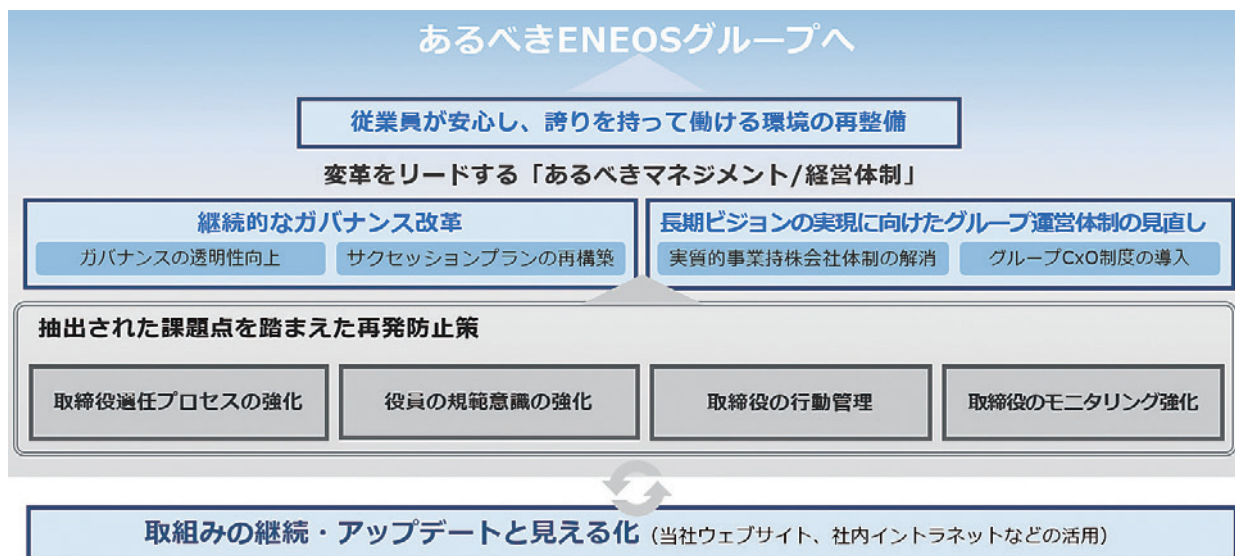 あるべきENEOSグループへ
従業員が安心し、誇りを持って働ける環境の再整備
変革をリードする「あるべきマネジメント/経営体制」
継続的なガバナンス改革
ガバナンスの透明性向上
サクセッションプランの再構築
長期ビジョンの実現に向けたグループ運営体制の見直し
実質的事業持株会社体制の解消
グループCxO制度の導入
抽出された課題点を踏まえた再発防止策
取締役選任プロセスの強化
役員の規範意識の強化
取締役の行動管理
取締役のモニタリング強化
取組みの継続・アップデートと見える化 (当社ウェブサイト、社内イントラネットなどの活用)